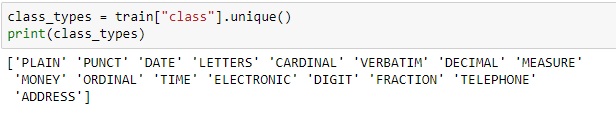 class_types = train["class"].unique()
print(class_types)
['PLAIN' 'PUNCT' 'DATE' 'LETTERS' 'CARDINAL' 'VERBATIM' 'DECIMAL' 'MEASURE'
'MONEY' 'ORDINAL' 'TIME' 'ELECTRONIC' 'DIGIT' 'FRACTION' 'TELEPHONE'
'ADDRESS']